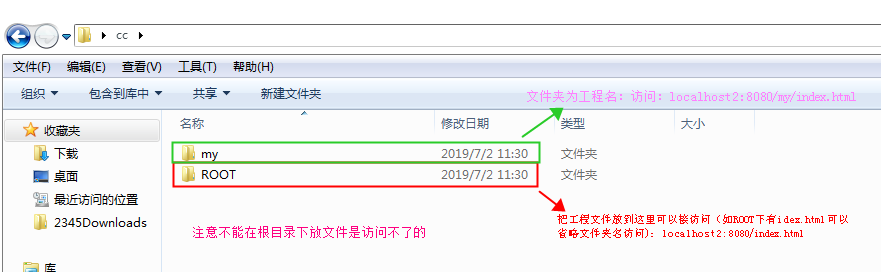 cc
文件(F) 编辑(E) 查看(V) 工具(T) 帮助(H)
组织 包含到库中 共享 新建文件夹
文件夹为工程名：访问：localhost2:8080/my/index.html
收藏夹
下载
桌面
最近访问的位置
2345Downloads
库
名称 修改日期 类型 大小
my 2019/7/2 11:30 文件夹
ROOT 2019/7/2 11:30 文件夹
注意不能在根目录下放文件是访问不了的
把工程文件放到这里可以接访问（如ROOT下有idex.html 可以
省略文件夹名访问)：localhost2:8080/index.html